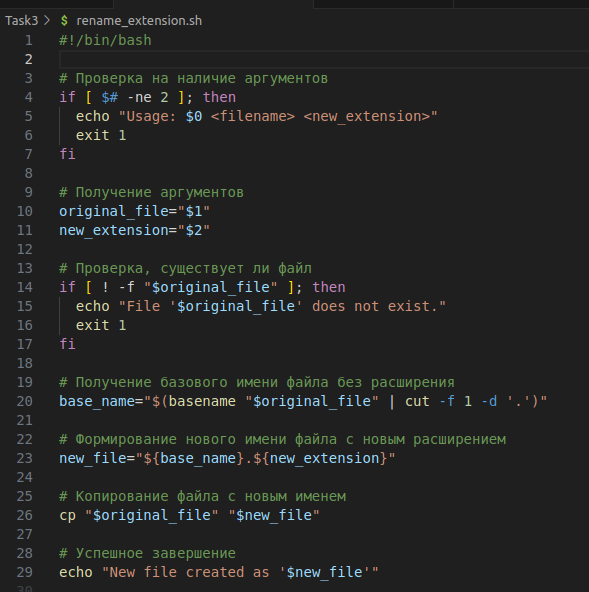 Task3 > $ rename_extension.sh
1 #!/bin/bash
2
3 # Проверка на наличие аргументов
4 if [ $# -ne 2 ]; then
5   echo "Usage: $0 <filename> <new_extension>"
6   exit 1
7 fi
8
9 # Получение аргументов
10 original_file="$1"
11 new_extension="$2"
12
13 # Проверка, существует ли файл
14 if [ ! -f "$original_file" ]; then
15   echo "File '$original_file' does not exist."
16   exit 1
17 fi
18
19 # Получение базового имени файла без расширения
20 base_name="$(basename "$original_file" | cut -f 1 -d '.')"
21
22 # Формирование нового имени файла с новым расширением
23 new_file="${base_name}.${new_extension}"
24
25 # Копирование файла с новым именем
26 cp "$original_file" "$new_file"
27
28 # Успешное завершение
29 echo "New file created as '$new_file'"
30